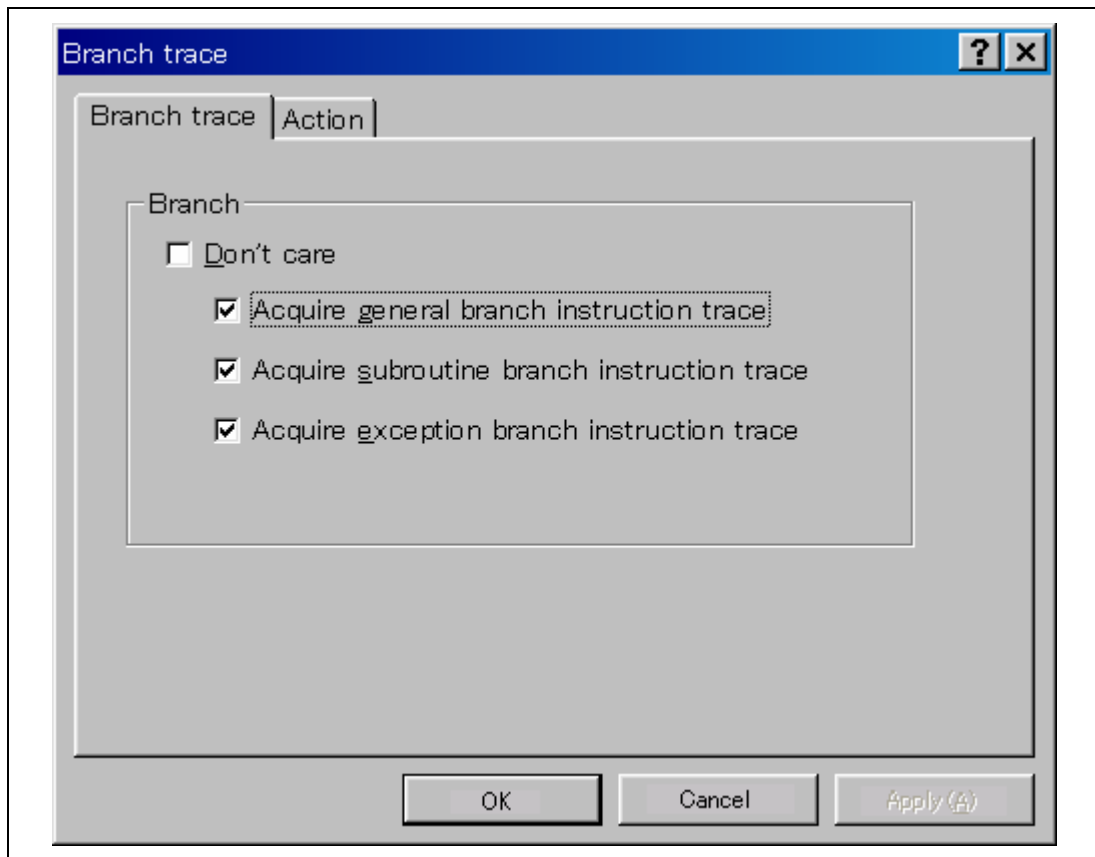 Branch trace
Branch trace
Action
Branch
Don't care
Acquire general branch instruction trace
Acquire subroutine branch instruction trace
Acquire exception branch instruction trace
OK
Cancel
Apply (A)